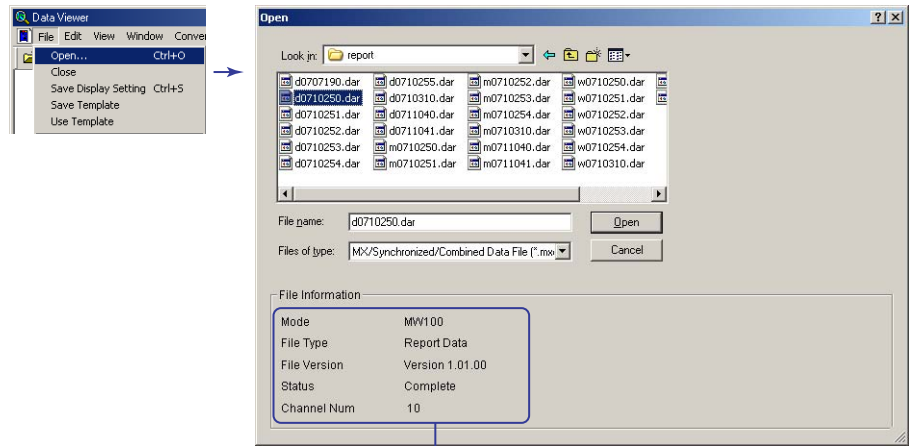 Data Viewer
File Edit View Window Conver
Open... Ctrl+O
Close
Save Display Setting Ctrl+S
Save Template
Use Template
Open
Look in: report
d0707190.dar d0710255.dar m0710252.dar w0710250.dar
d0710250.dar d0710310.dar m0710253.dar w0710251.dar
d0710251.dar d0711040.dar m0710254.dar w0710252.dar
d0710252.dar d0711041.dar m0710310.dar w0710253.dar
d0710253.dar m0710250.dar m0711040.dar w0710254.dar
d0710254.dar m0710251.dar m0711041.dar w0710310.dar
File name: d0710250.dar Open
Files of type: MX/Synchronized/Combined Data File (*.mx Cancel
File Information
Mode MW100
File Type Report Data
File Version Version 1.01.00
Status Complete
Channel Num 10